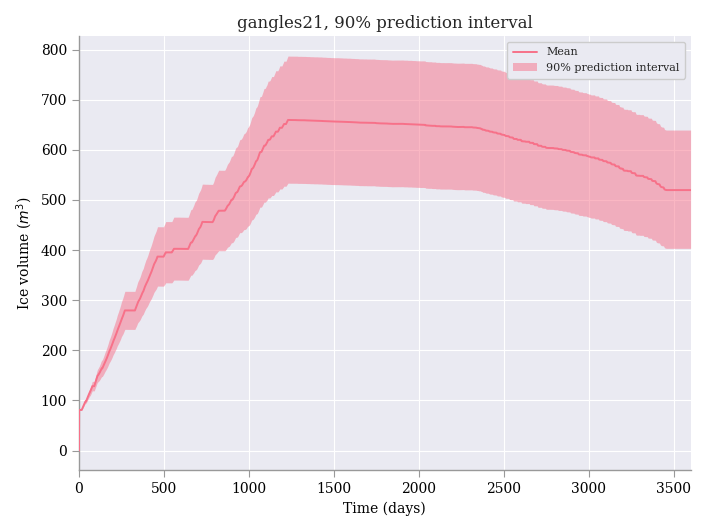 gangles21, 90% prediction interval
Mean
90% prediction interval
800
700
600
500
400
300
200
100
0
Ice volume (m³)
0 500 1000 1500 2000 2500 3000 3500
Time (days)